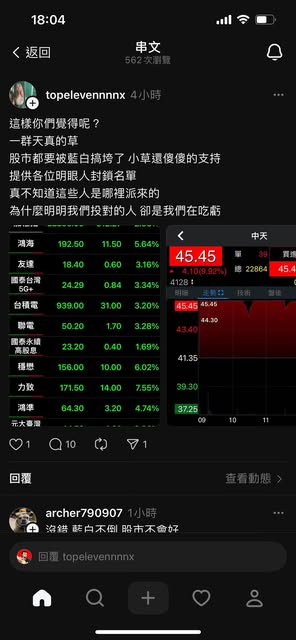 18:04
返回
串文
562 次瀏覽
topelevennnnx 4小時
這樣你們覺得呢？
一群天真的草
股市都要被藍白搞垮了 小草還傻傻的支持
提供各位明眼人封鎖名單
真不知道這些人是哪裡派來的
為什麼明明我們投對的人 卻是我們在吃虧
鴻海 192.50 11.50 5.64%
友達 18.40 0.60 3.16%
國泰台灣5G+ 24.29 0.84 3.34%
台積電 939.00 31.00 3.20%
聯電 50.20 1.70 3.28%
國泰永續高股息 23.20 0.40 1.69%
穩懋 156.00 10.00 6.02%
力致 171.50 14.00 7.55%
鴻準 64.30 3.20 4.74%
元大臺灣
中天
45.45
4.10(9.92%)
單 39
總 22864
買進
45.4
4128
明細 走勢 技術 盤後
45.45 45.45
44.30
43.40
41.35
39.30
37.25
09 10 11
1 10 1
回覆
查看動態
archer790907 1小時
沒錯 藍白不倒 股市不會好
回覆 topelevennnnx